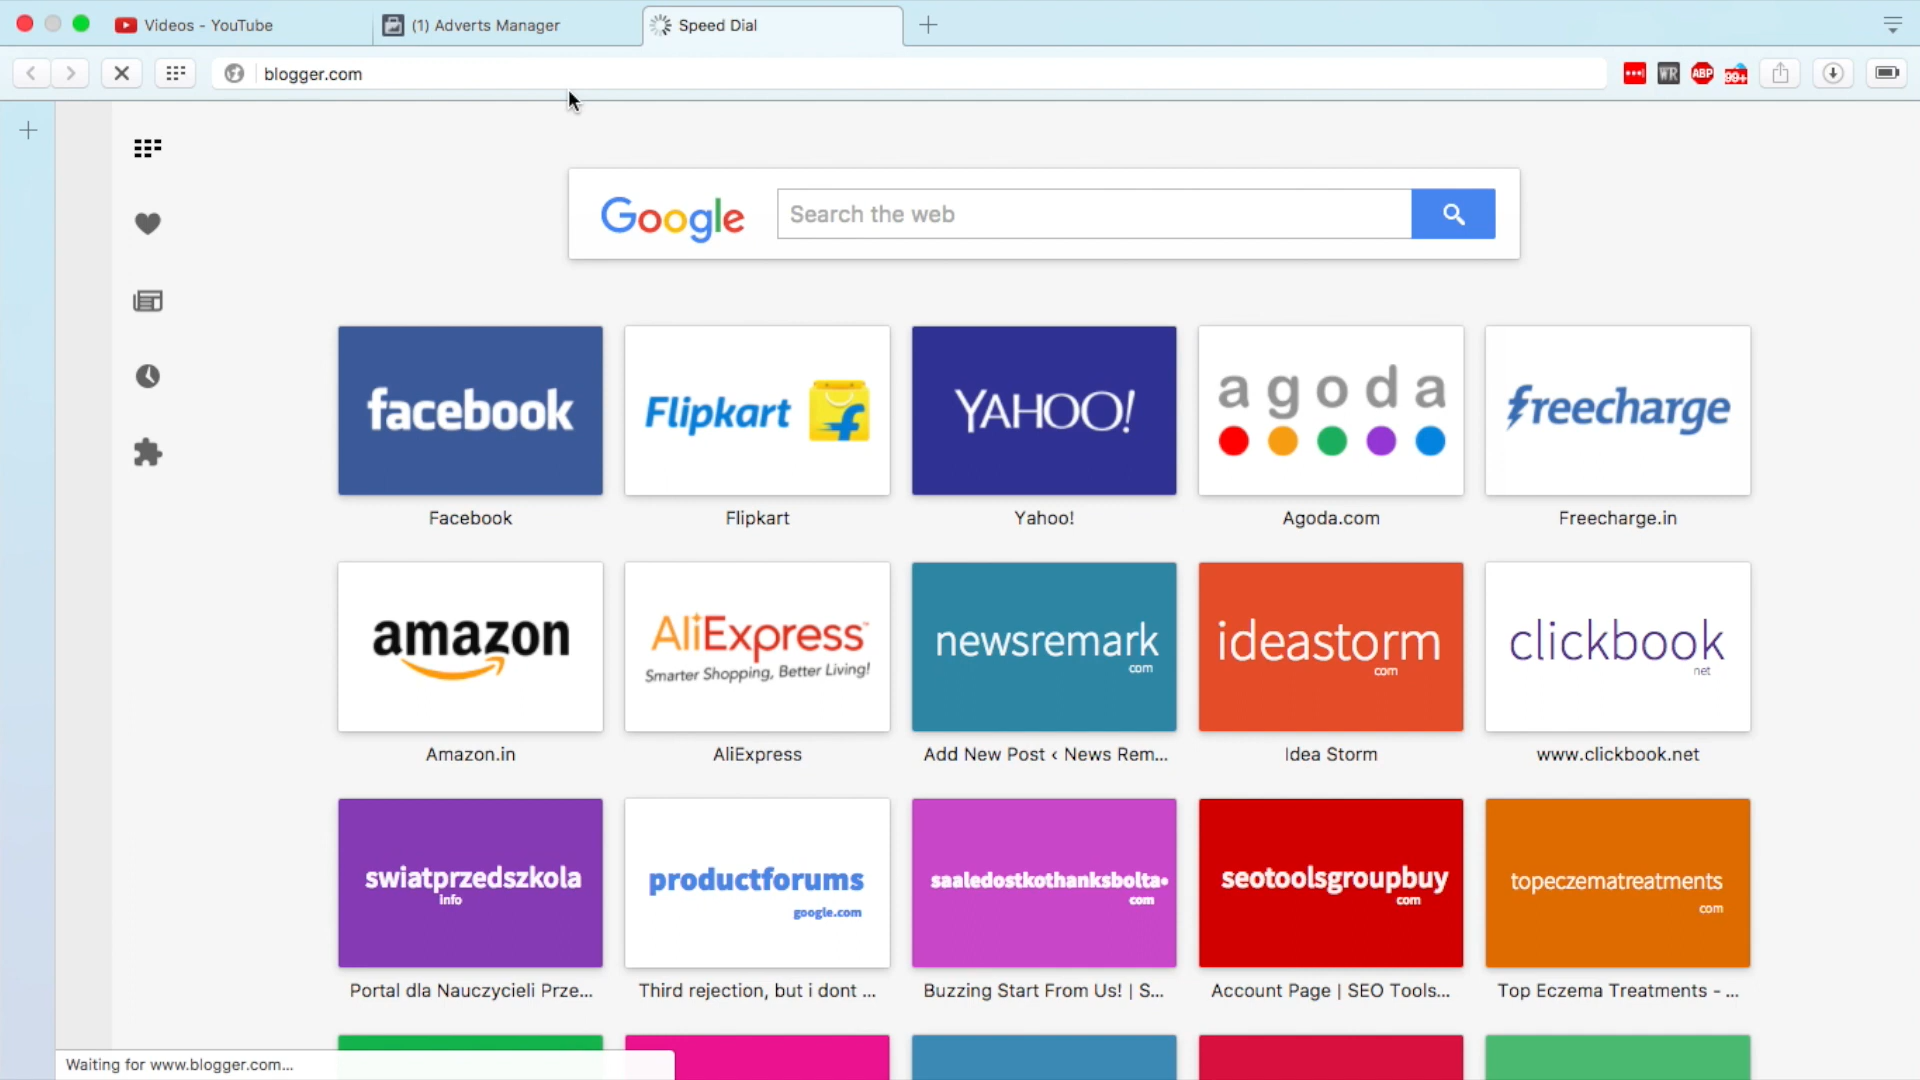 Videos - YouTube
(1) Adverts Manager
Speed Dial
blogger.com
WR
ABP
99+
Google
Search the web
facebook
Flipkart
YAHOO!
agoda
freecharge
Facebook
Flipkart
Yahoo!
Agoda.com
Freecharge.in
amazon
AliExpress™
Smarter Shopping, Better Living!
newsremark
com
ideastorm
com
clickbook
net
Amazon.in
AliExpress
Add New Post ‹ News Rem...
Idea Storm
www.clickbook.net
swiatprzedszkola
info
productforums
google.com
saaledostkothanksbolta•
com
seotoolsgroupbuy
com
topeczematreatments
com
Portal dla Nauczycieli Prze...
Third rejection, but i dont ...
Buzzing Start From Us! | S...
Account Page | SEO Tools...
Top Eczema Treatments - ...
Waiting for www.blogger.com...